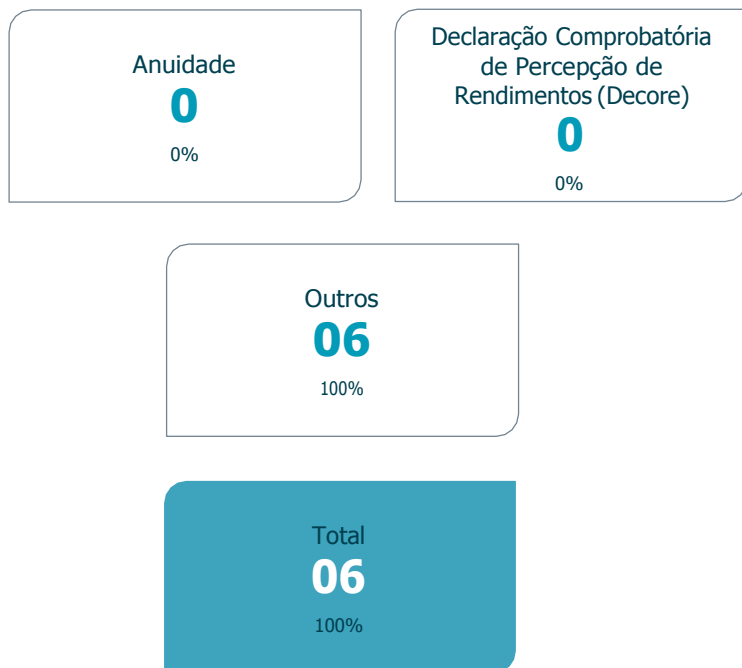 Anuidade
0
0%
Declaração Comprobatória
de Percepção de
Rendimentos (Decore)
0
0%
Outros
06
100%
Total
06
100%